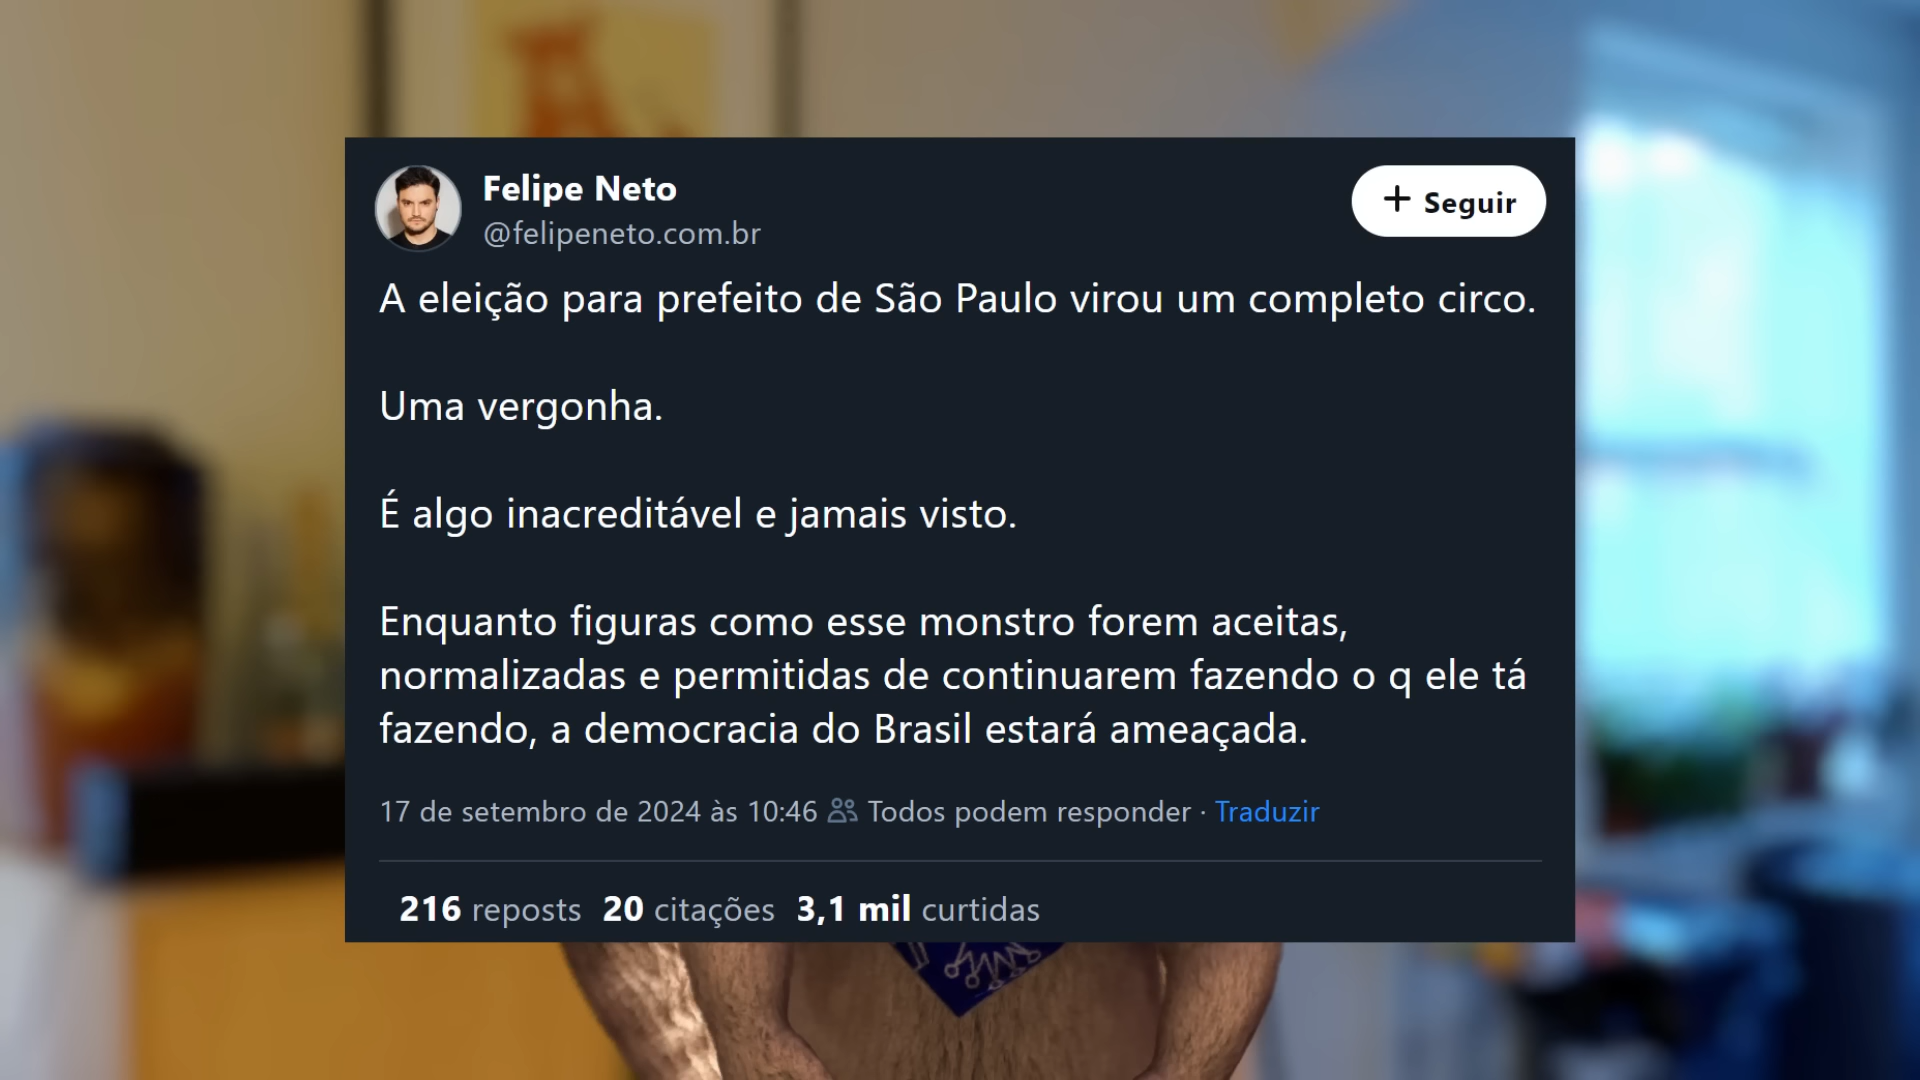 Felipe Neto
@felipeneto.com.br
+ Seguir
A eleição para prefeito de São Paulo virou um completo circo.
Uma vergonha.
É algo inacreditável e jamais visto.
Enquanto figuras como esse monstro forem aceitas,
normalizadas e permitidas de continuarem fazendo o q ele tá
fazendo, a democracia do Brasil estará ameaçada.
17 de setembro de 2024 às 10:46 Todos podem responder · Traduzir
216 reposts 20 citações 3,1 mil curtidas